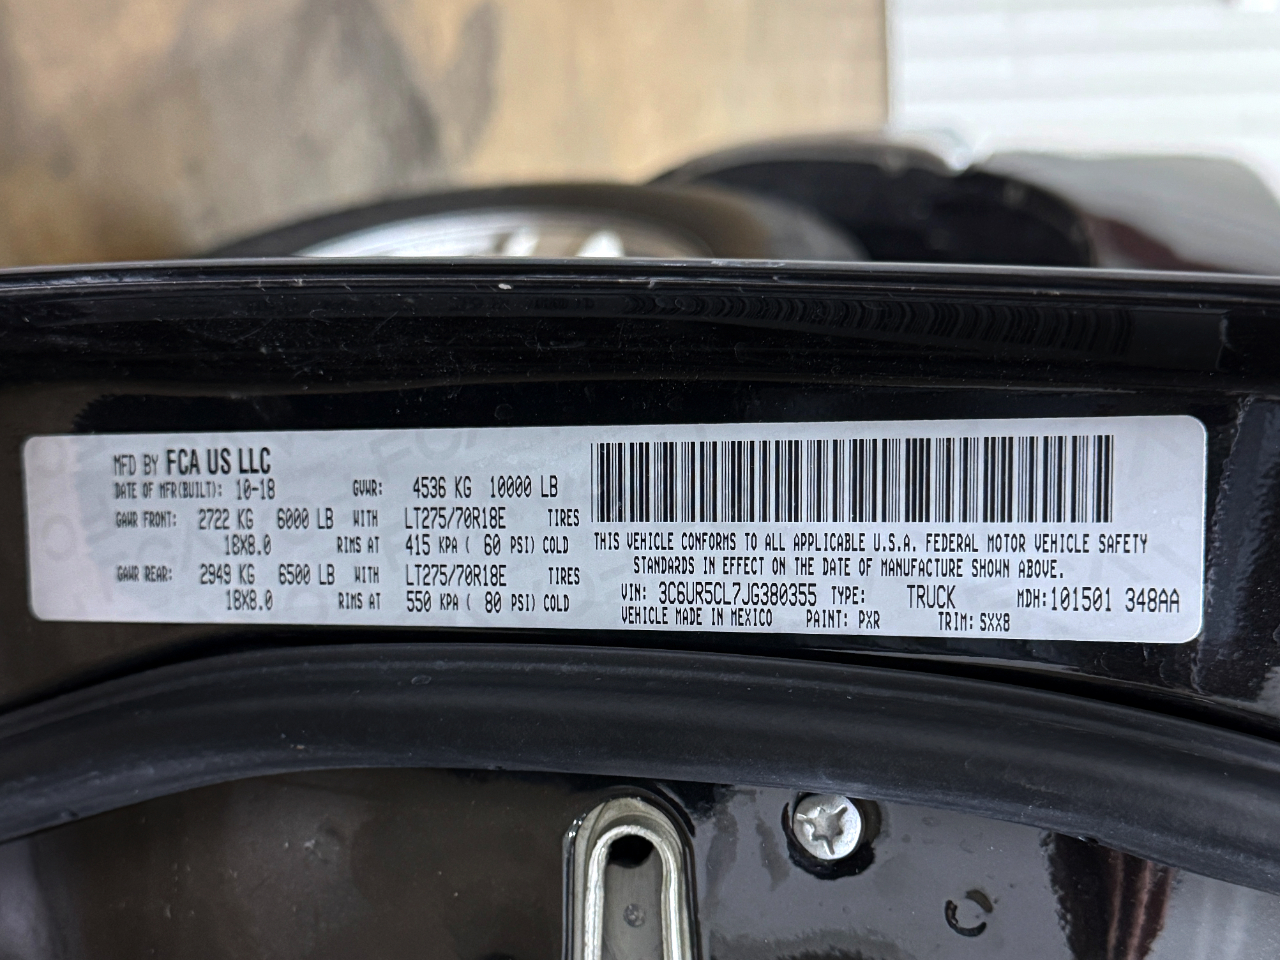 MFD BY FCA US LLC
DATE OF MFR(BUILT): 10-18 GVWR: 4536 KG 10000 LB
GAWR FRONT: 2722 KG 6000 LB WITH LT275/70R18E TIRES
18X8.0 RIMS AT 415 KPA ( 60 PSI) COLD
GAWR REAR: 2949 KG 6500 LB WITH LT275/70R18E TIRES
18X8.0 RIMS AT 550 KPA ( 80 PSI) COLD
THIS VEHICLE CONFORMS TO ALL APPLICABLE U.S.A. FEDERAL MOTOR VEHICLE SAFETY
STANDARDS IN EFFECT ON THE DATE OF MANUFACTURE SHOWN ABOVE.
VIN: 3C6UR5CL7JG380355 TYPE: TRUCK MDH:101501 348AA
VEHICLE MADE IN MEXICO PAINT: PXR TRIM: SXX8